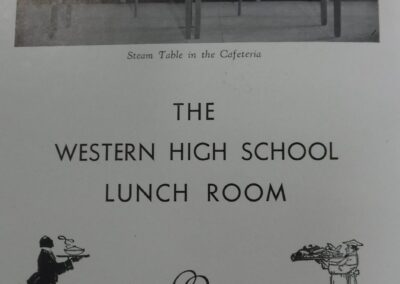 Steam Table in the Cafeteria
THE
WESTERN HIGH SCHOOL
LUNCH ROOM